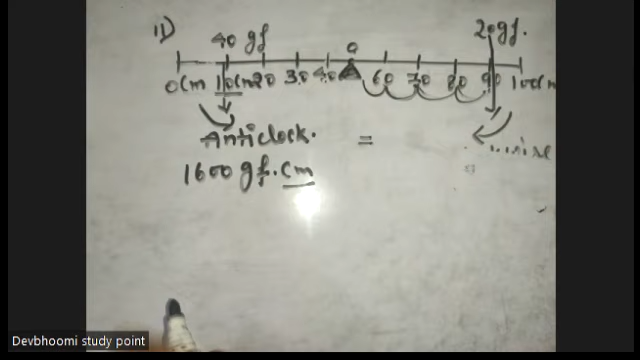 ii) 40 gf 20gf.
0
0cm 10cm 20 30 40 60 70 80 90 100cm
Anticlock. =
1600 gf.cm
Devbhoomi study point